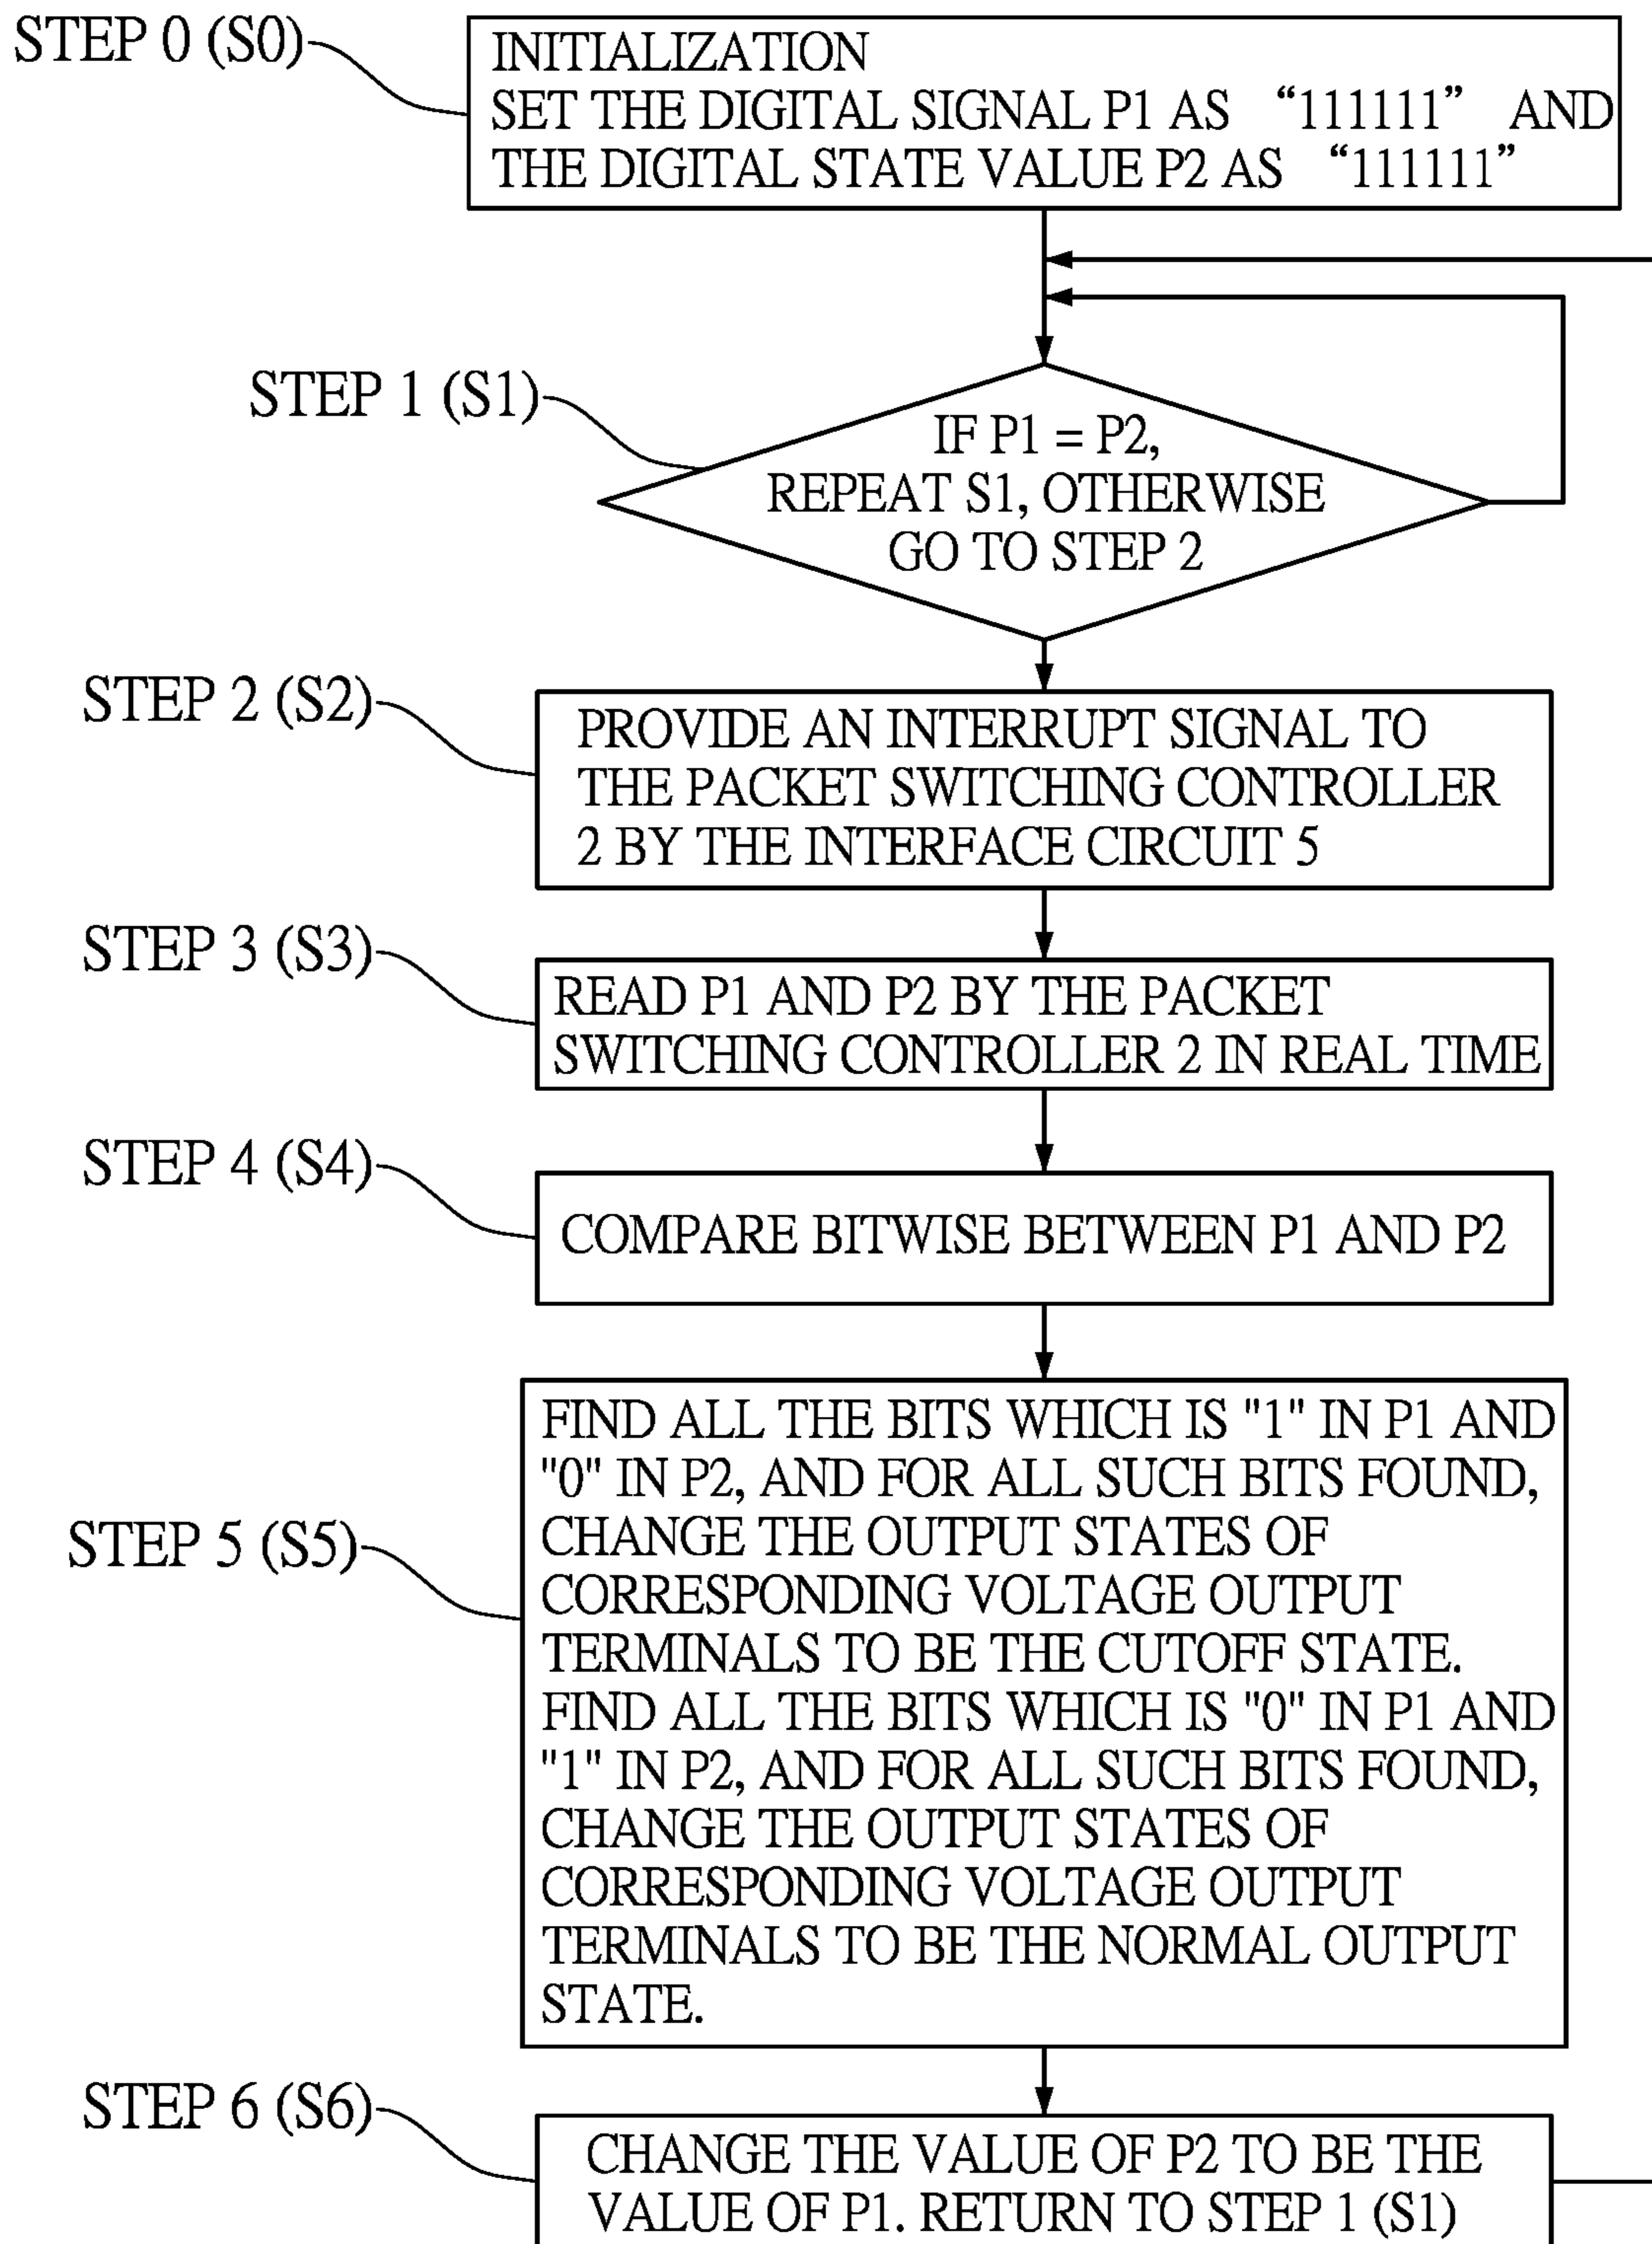 STEP 0 (S0)
INITIALIZATION
SET THE DIGITAL SIGNAL P1 AS “111111” AND
THE DIGITAL STATE VALUE P2 AS “111111”
STEP 1 (S1)
IF P1 = P2,
REPEAT S1, OTHERWISE
GO TO STEP 2
STEP 2 (S2)
PROVIDE AN INTERRUPT SIGNAL TO
THE PACKET SWITCHING CONTROLLER
2 BY THE INTERFACE CIRCUIT 5
STEP 3 (S3)
READ P1 AND P2 BY THE PACKET
SWITCHING CONTROLLER 2 IN REAL TIME
STEP 4 (S4)
COMPARE BITWISE BETWEEN P1 AND P2
STEP 5 (S5)
FIND ALL THE BITS WHICH IS "1" IN P1 AND
"0" IN P2, AND FOR ALL SUCH BITS FOUND,
CHANGE THE OUTPUT STATES OF
CORRESPONDING VOLTAGE OUTPUT
TERMINALS TO BE THE CUTOFF STATE.
FIND ALL THE BITS WHICH IS "0" IN P1 AND
"1" IN P2, AND FOR ALL SUCH BITS FOUND,
CHANGE THE OUTPUT STATES OF
CORRESPONDING VOLTAGE OUTPUT
TERMINALS TO BE THE NORMAL OUTPUT
STATE.
STEP 6 (S6)
CHANGE THE VALUE OF P2 TO BE THE
VALUE OF P1. RETURN TO STEP 1 (S1)